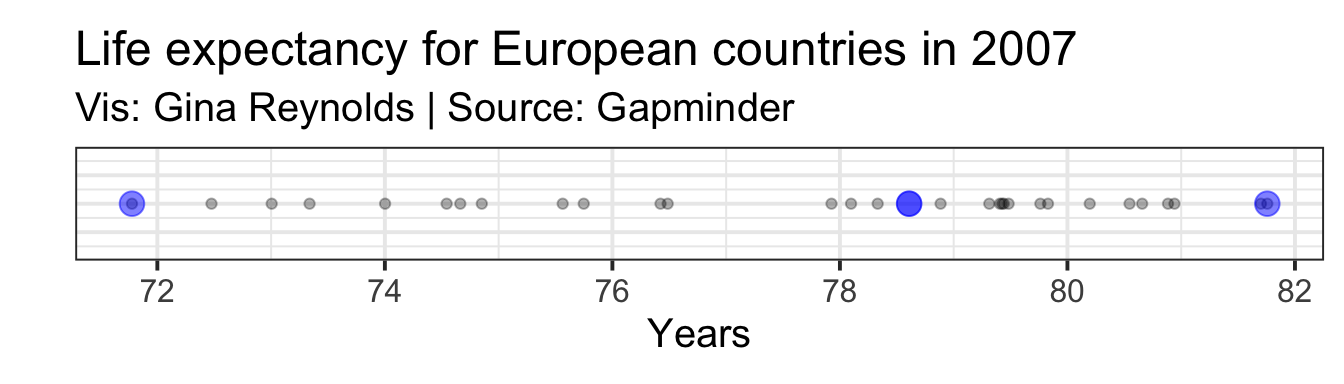 Life expectancy for European countries in 2007
Vis: Gina Reynolds | Source: Gapminder
72 74 76 78 80 82
Years